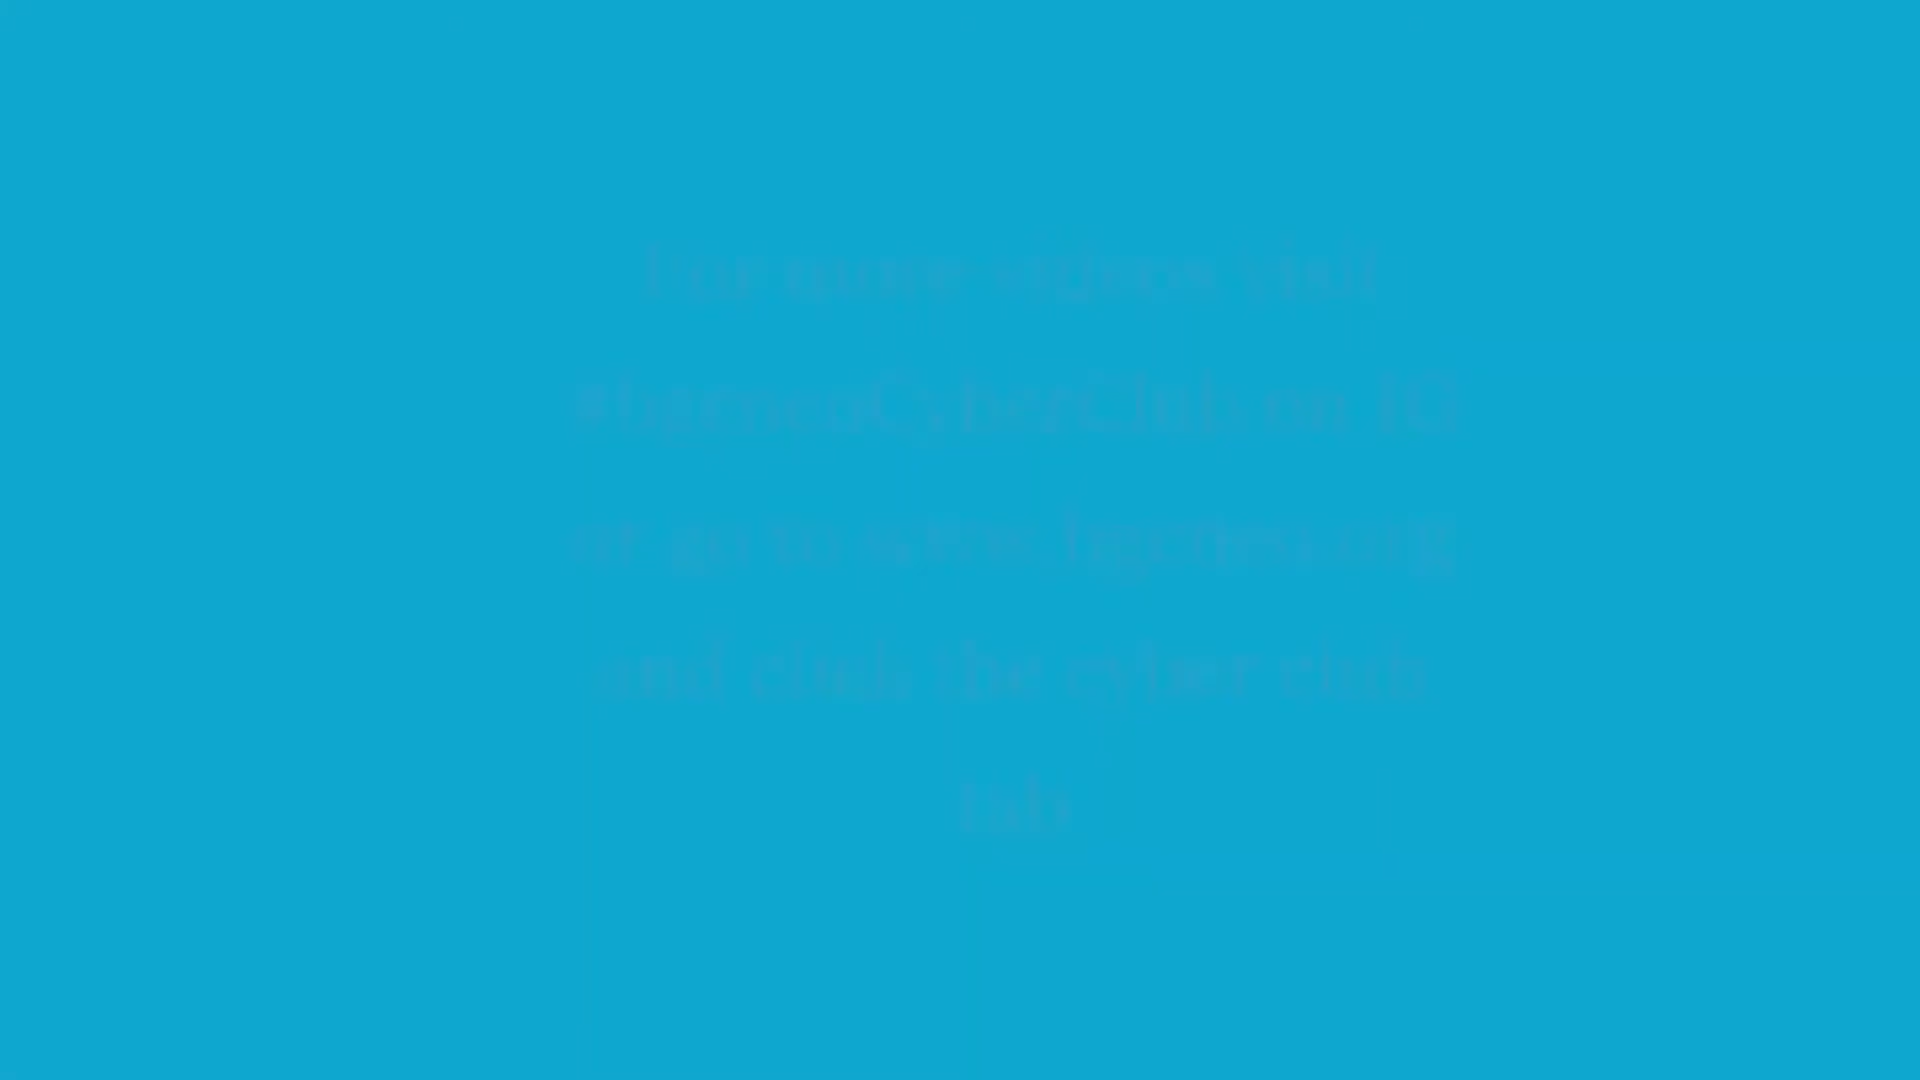 For more videos visit
on IG
or go to
and click the cyber club
tab